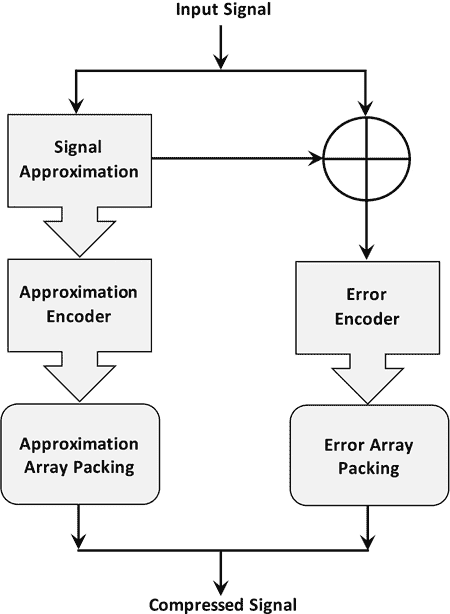 Input Signal
Signal
Approximation
Approximation
Encoder
Error
Encoder
Approximation
Array Packing
Error Array
Packing
Compressed Signal